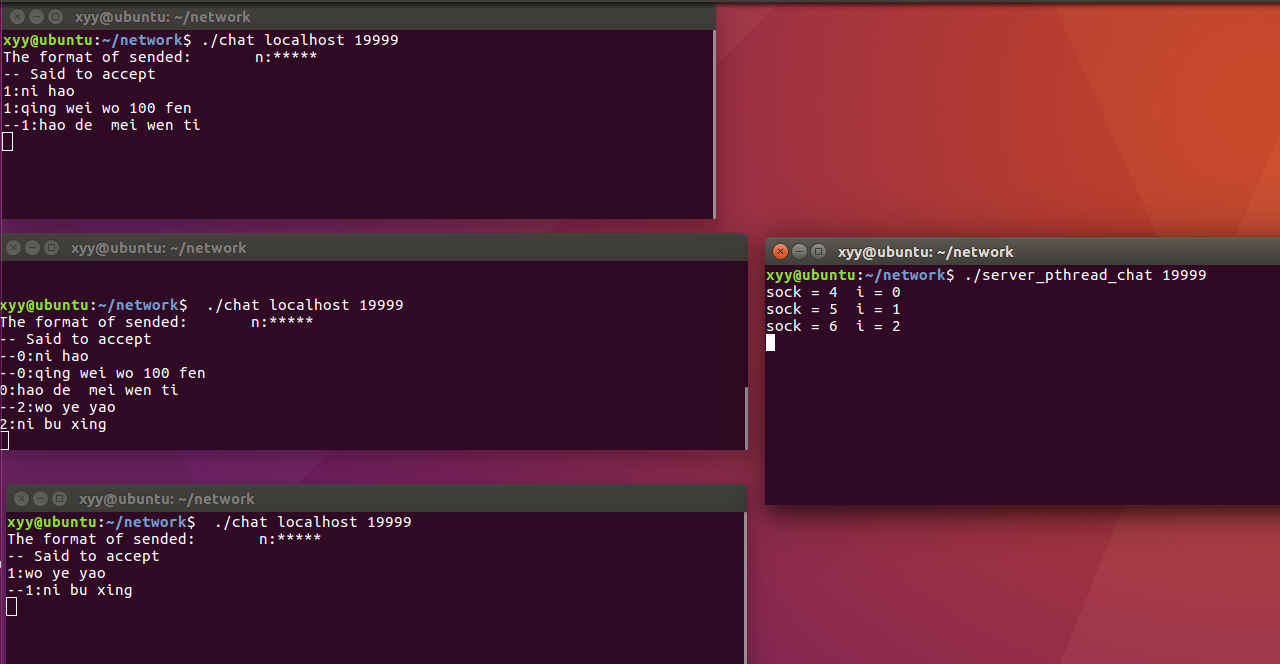 xyy@ubuntu: ~/network
xyy@ubuntu:~/network$ ./chat localhost 19999
The format of sended:       n:*****
-- Said to accept
1:ni hao
1:qing wei wo 100 fen
--1:hao de  mei wen ti
xyy@ubuntu: ~/network
xyy@ubuntu:~/network$  ./chat localhost 19999
The format of sended:       n:*****
-- Said to accept
--0:ni hao
--0:qing wei wo 100 fen
0:hao de  mei wen ti
--2:wo ye yao
2:ni bu xing
xyy@ubuntu: ~/network
xyy@ubuntu:~/network$  ./chat localhost 19999
The format of sended:       n:*****
-- Said to accept
1:wo ye yao
--1:ni bu xing
xyy@ubuntu: ~/network
xyy@ubuntu:~/network$ ./server_pthread_chat 19999
sock = 4  i = 0
sock = 5  i = 1
sock = 6  i = 2